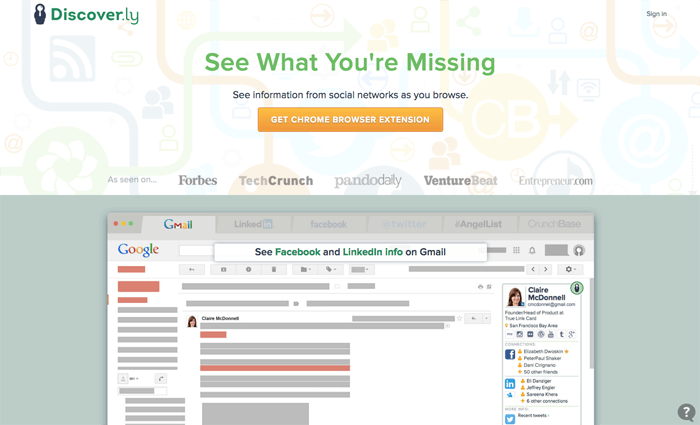 Discover.ly
Sign in
See What You're Missing
See information from social networks as you browse.
GET CHROME BROWSER EXTENSION
As seen on...
Forbes
TechCrunch
pandodaily
VentureBeat
Entrepreneur.com
CB
Gmail
LinkedIn
facebook
twitter
#AngelList
CrunchBase
Google
See Facebook and LinkedIn info on Gmail
Claire McDonnell
Claire
McDonnell
cmcdonnel@gmail.com
Founder/Head of Product at
True Link Card
San Francisco Bay Area
CONNECTIONS
Elizabeth Dwoskin
PeterPaul Shaker
Dani Cirignano
50 other friends
Eli Danziger
Jeffrey Engler
Sareena Khera
6 other connections
MORE INFO:
Recent tweets